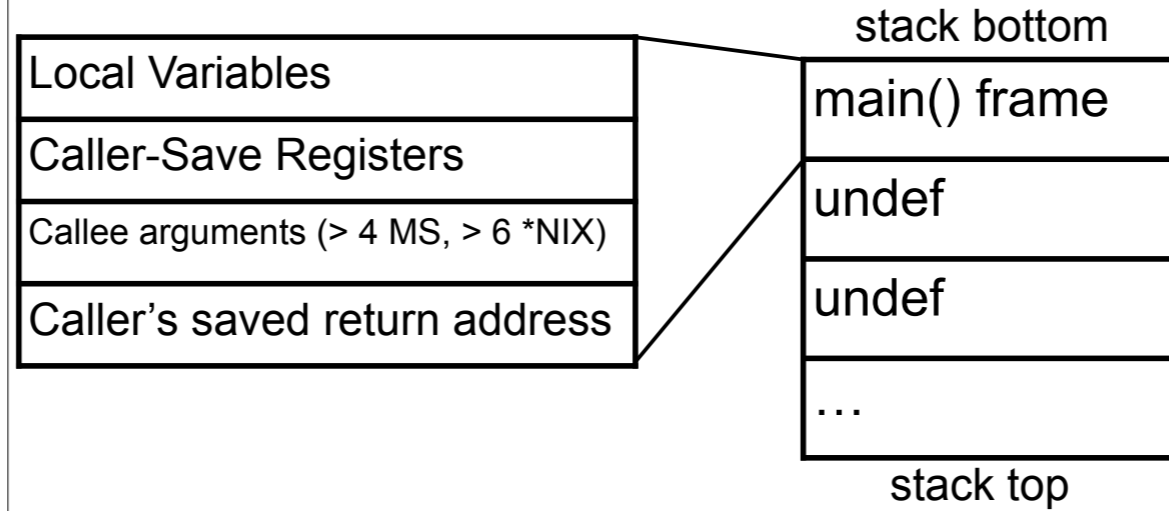 Local Variables
Caller-Save Registers
Callee arguments (> 4 MS, > 6 *NIX)
Caller’s saved return address
stack bottom
main() frame
undef
undef
…
stack top